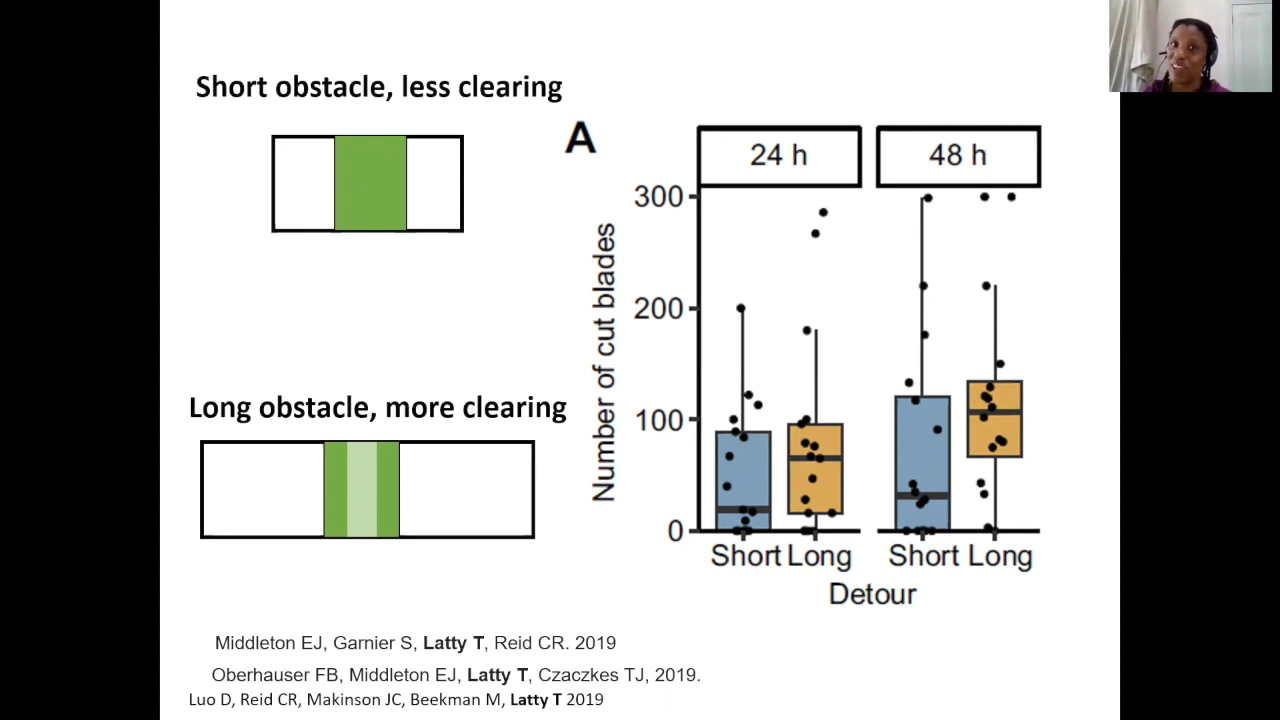 Short obstacle, less clearing
Long obstacle, more clearing
A
24 h
48 h
300
200
100
0
Number of cut blades
Short Long
Short Long
Detour
Middleton EJ, Garnier S, Latty T, Reid CR. 2019
Oberhauser FB, Middleton EJ, Latty T, Czaczkes TJ, 2019.
Luo D, Reid CR, Makinson JC, Beekman M, Latty T 2019